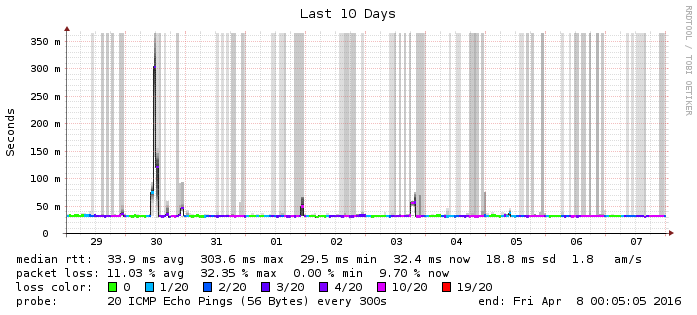 Last 10 Days
RRDTOOL / TOBI OETIKER
Seconds
350 m
300 m
250 m
200 m
150 m
100 m
50 m
0
29 30 31 01 02 03 04 05 06 07
median rtt: 33.9 ms avg 303.6 ms max 29.5 ms min 32.4 ms now 18.8 ms sd 1.8 am/s
packet loss: 11.03 % avg 32.35 % max 0.00 % min 9.70 % now
loss color: 0 1/20 2/20 3/20 4/20 10/20 19/20
probe: 20 ICMP Echo Pings (56 Bytes) every 300s end: Fri Apr 8 00:05:05 2016